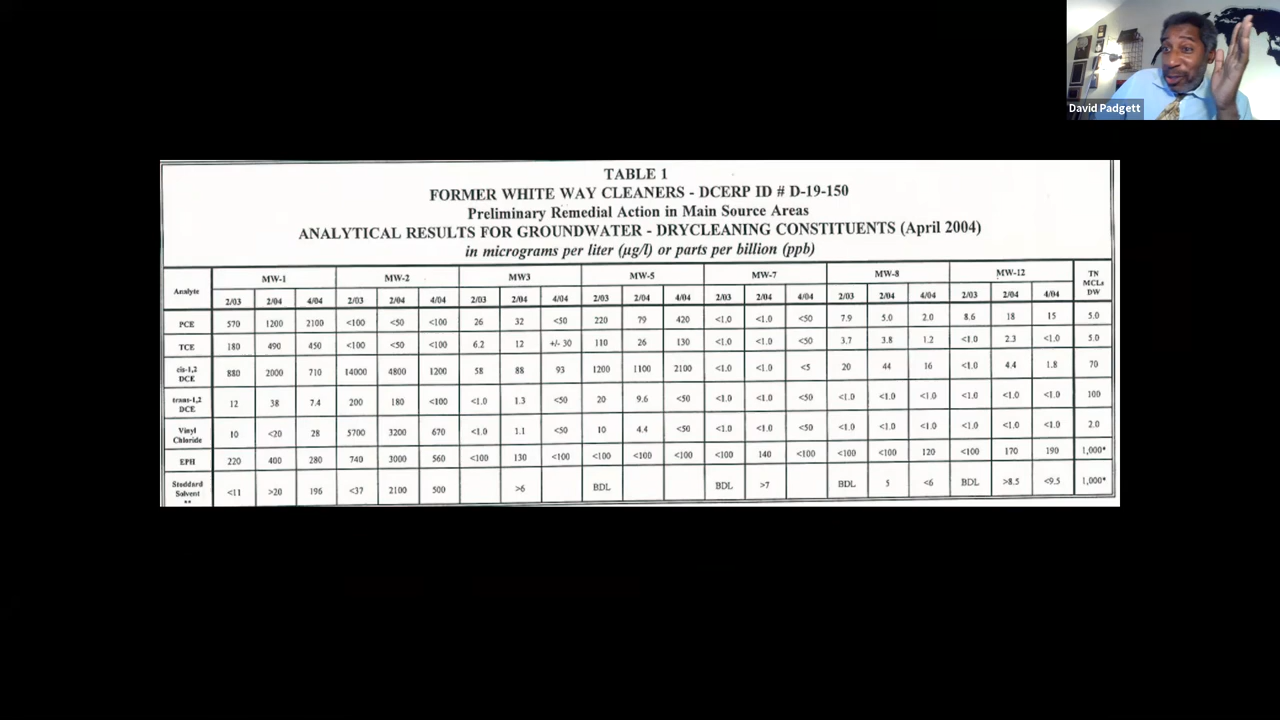 David Padgett
TABLE 1
FORMER WHITE WAY CLEANERS - DCERP ID # D-19-150
Preliminary Remedial Action in Main Source Areas
ANALYTICAL RESULTS FOR GROUNDWATER - DRYCLEANING CONSTITUENTS (April 2004)
in micrograms per liter (µg/l) or parts per billion (ppb)
Analyte MW-1 MW-2 MW3 MW-5 MW-7 MW-8 MW-12 TN MCLs DW
2/03 2/04 4/04 2/03 2/04 4/04 2/03 2/04 4/04 2/03 2/04 4/04 2/03 2/04 4/04 2/03 2/04 4/04 2/03 2/04 4/04
PCE 570 1200 2100 <100 <50 <100 26 32 <50 220 79 420 <1.0 <1.0 <50 7.9 5.0 2.0 8.6 18 15 5.0
TCE 180 490 450 <100 <50 <100 6.2 12 +/- 30 110 26 130 <1.0 <1.0 <50 3.7 3.8 1.2 <1.0 2.3 <1.0 5.0
cis-1,2 DCE 880 2000 710 14000 4800 1200 58 88 93 1200 1100 2100 <1.0 <1.0 <5 20 44 16 <1.0 4.4 1.8 70
trans-1,2 DCE 12 38 7.4 200 180 <100 <1.0 1.3 <50 20 9.6 <50 <1.0 <1.0 <50 <1.0 <1.0 <1.0 <1.0 <1.0 <1.0 100
Vinyl Chloride 10 <20 28 5700 3200 670 <1.0 1.1 <50 10 4.4 <50 <1.0 <1.0 <50 <1.0 <1.0 <1.0 <1.0 <1.0 <1.0 2.0
EPH 220 400 280 740 3000 560 <100 130 <100 <100 <100 <100 <100 140 <100 <100 <100 120 <100 170 190 1,000*
Stoddard Solvent ** <11 >20 196 <37 2100 500 >6 BDL BDL >7 BDL 5 <6 BDL >8.5 <9.5 1,000*